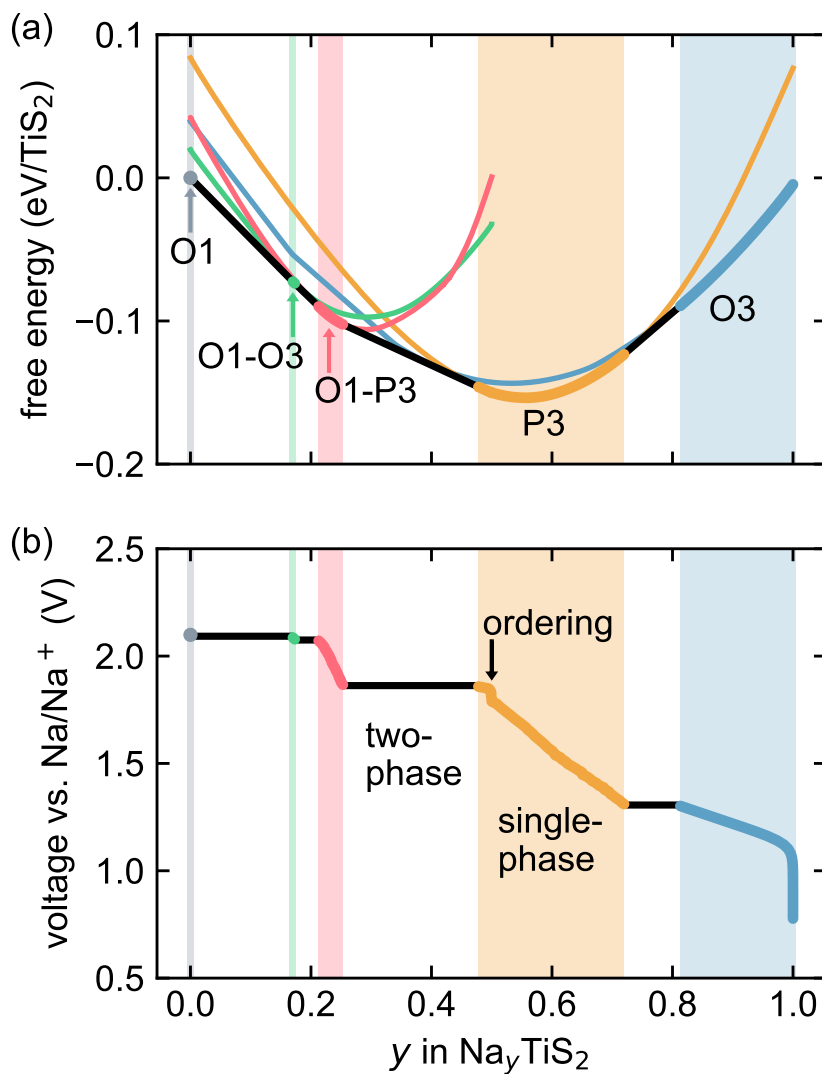 (a)
0.1
0.0
−0.1
−0.2
free energy (eV/TiS₂)
O1
O1-O3
O1-P3
P3
O3
(b)
2.5
2.0
1.5
1.0
0.5
voltage vs. Na/Na⁺ (V)
ordering
two-
phase
single-
phase
0.0 0.2 0.4 0.6 0.8 1.0
y in NaᵧTiS₂